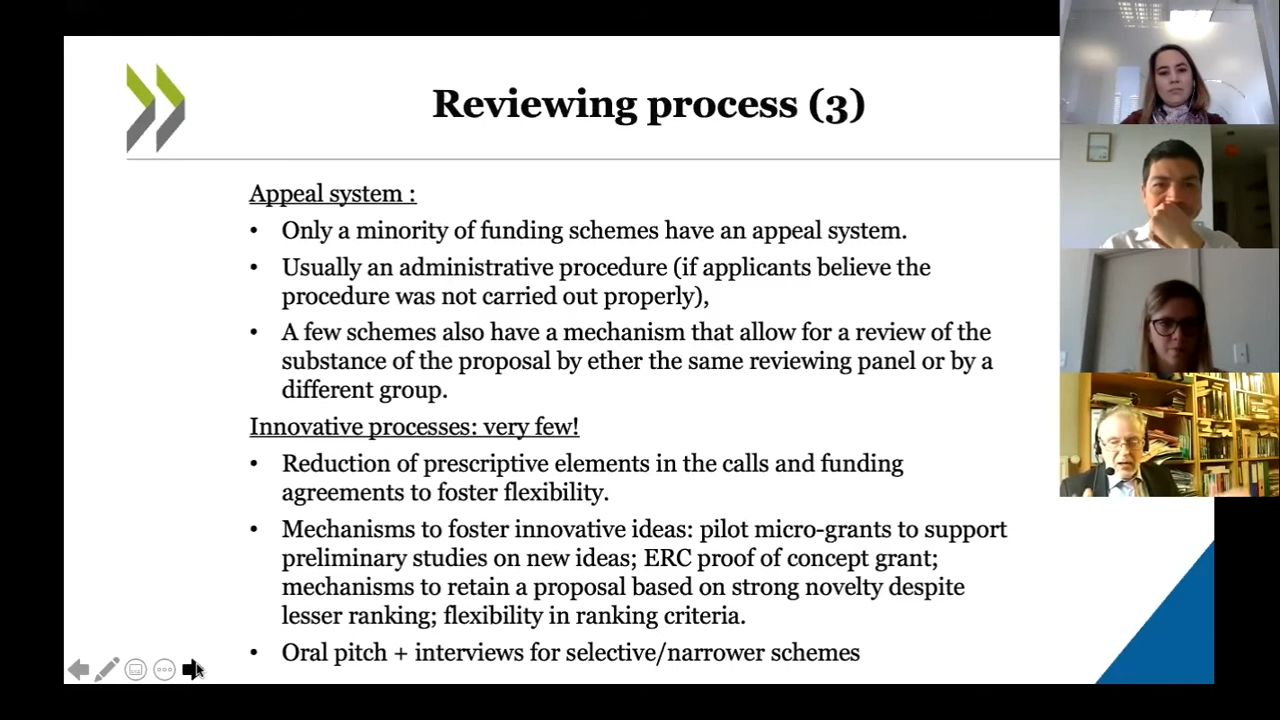 Reviewing process (3)
Appeal system :
• Only a minority of funding schemes have an appeal system.
• Usually an administrative procedure (if applicants believe the
procedure was not carried out properly),
• A few schemes also have a mechanism that allow for a review of the
substance of the proposal by ether the same reviewing panel or by a
different group.
Innovative processes: very few!
• Reduction of prescriptive elements in the calls and funding
agreements to foster flexibility.
• Mechanisms to foster innovative ideas: pilot micro-grants to support
preliminary studies on new ideas; ERC proof of concept grant;
mechanisms to retain a proposal based on strong novelty despite
lesser ranking; flexibility in ranking criteria.
• Oral pitch + interviews for selective/narrower schemes